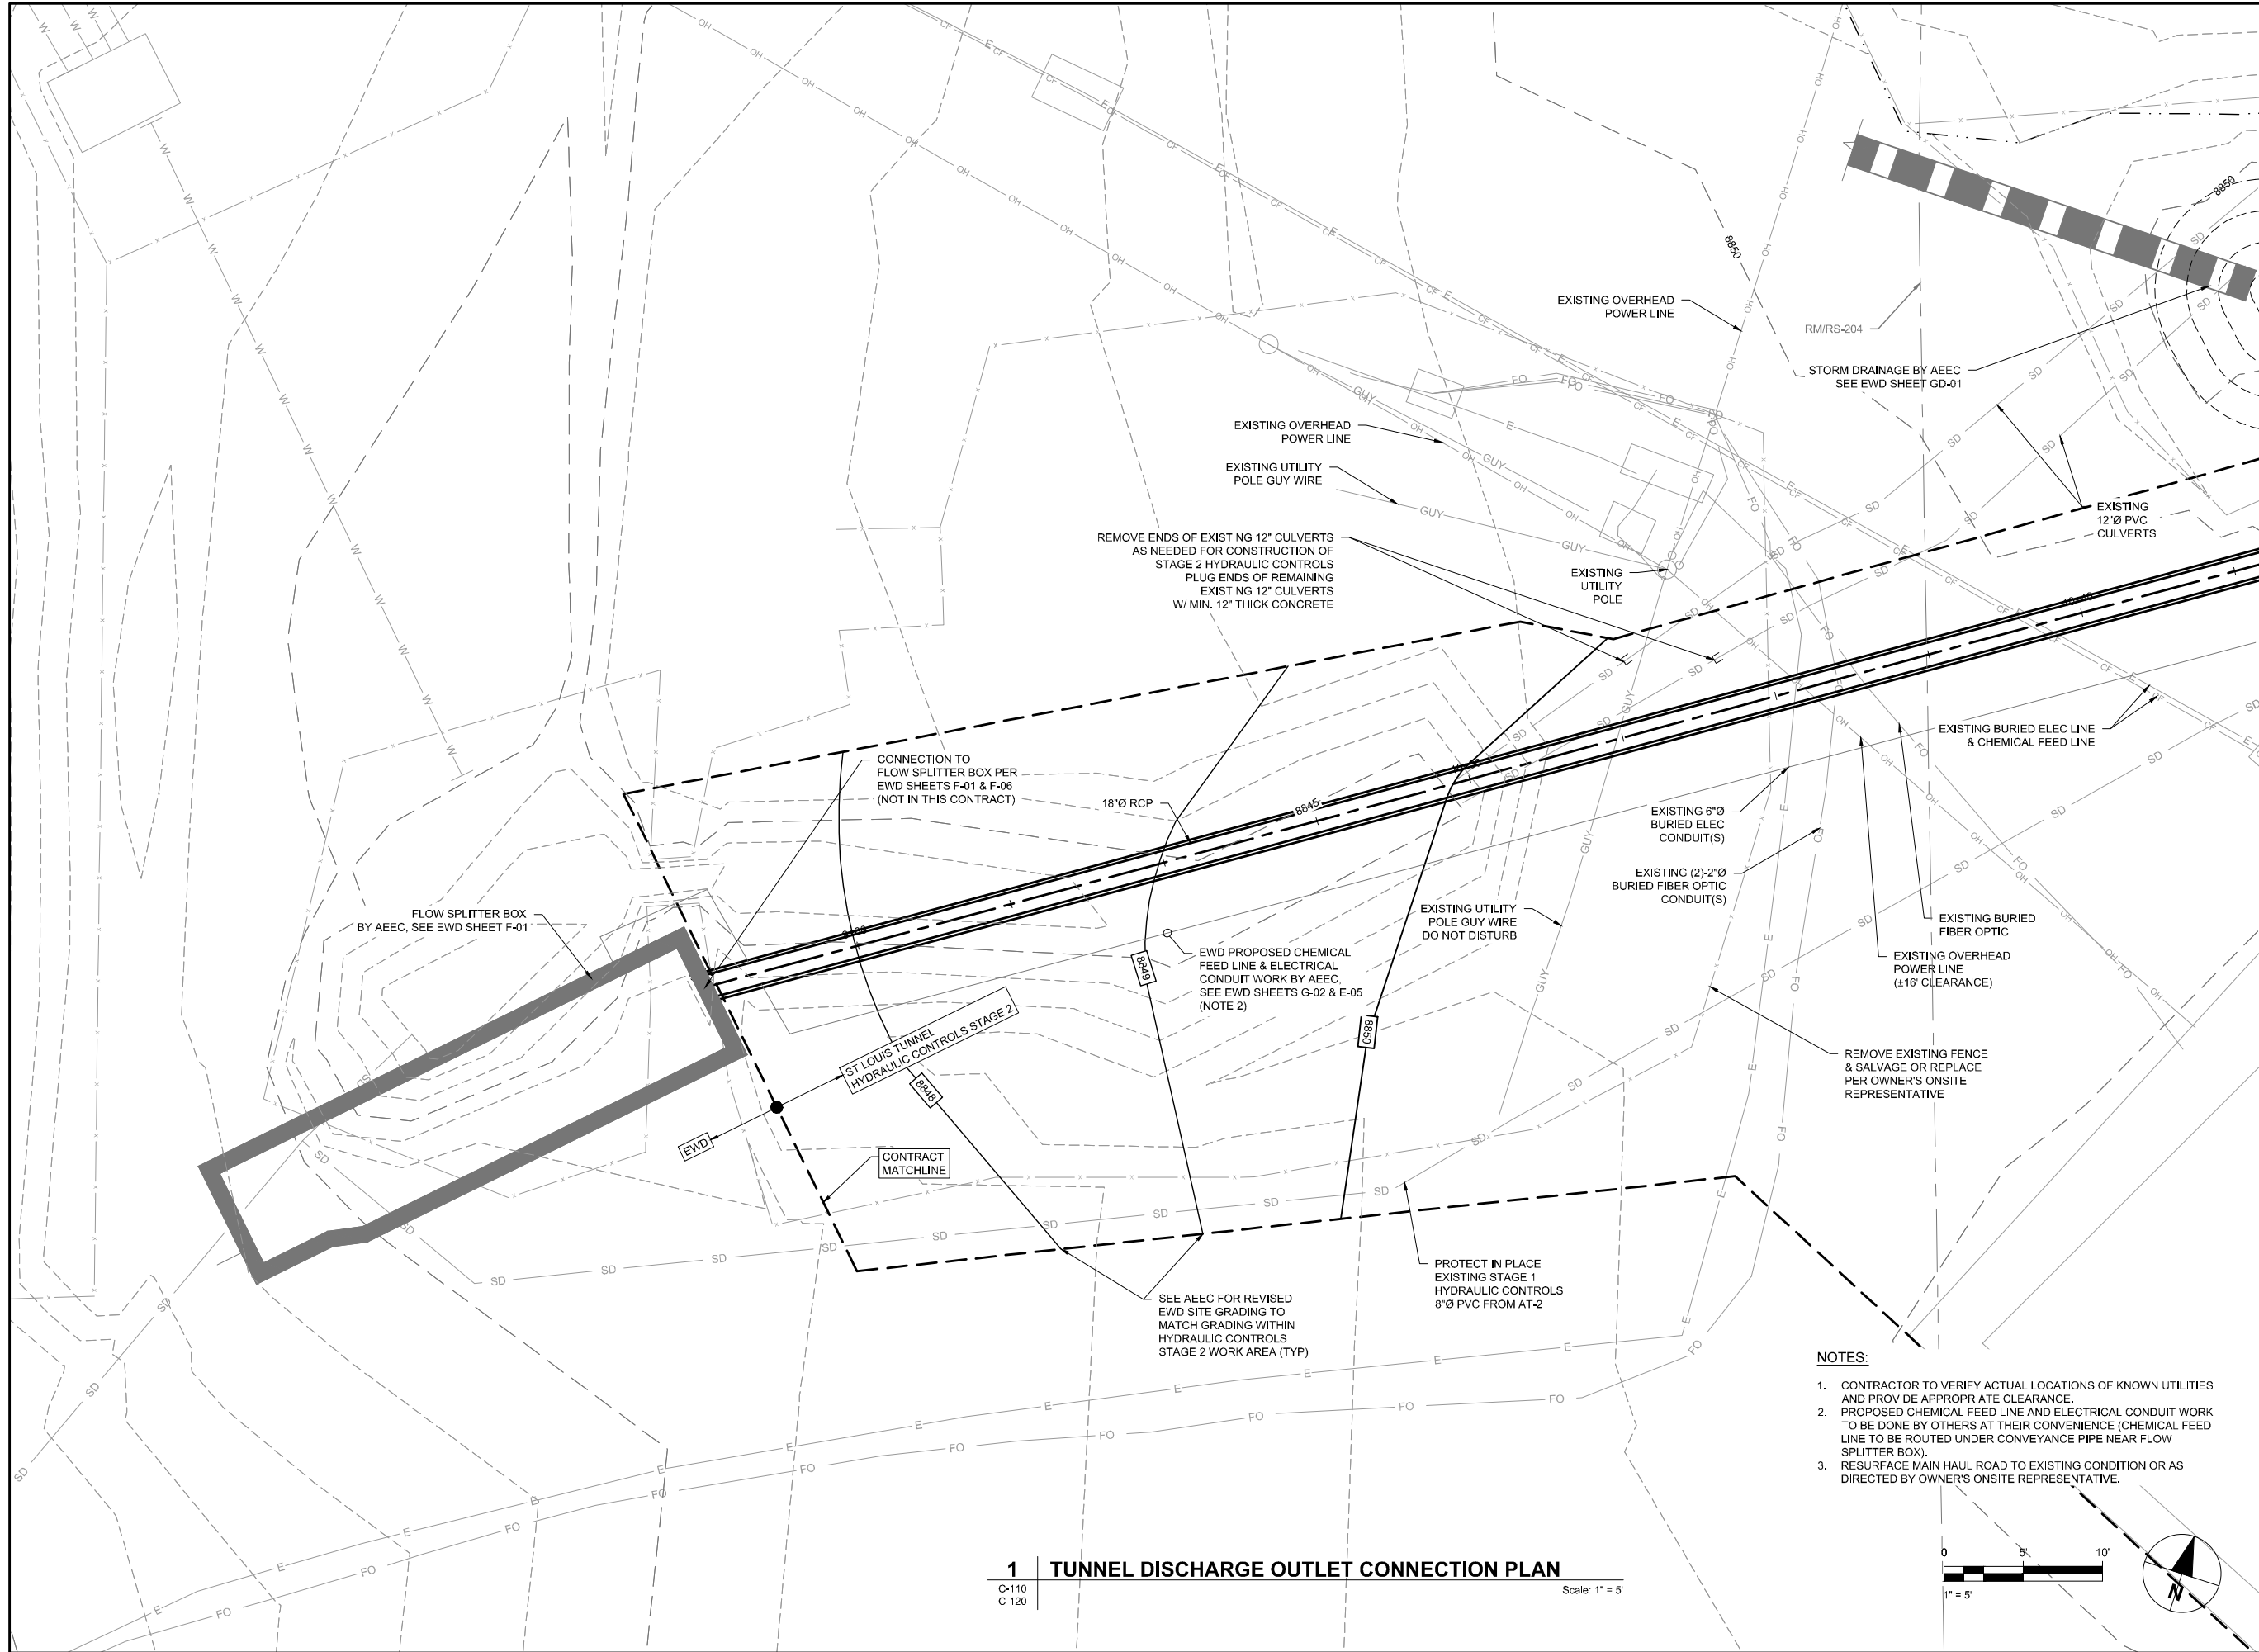 EXISTING OVERHEAD
POWER LINE
RM/RS-204
8850
8850
STORM DRAINAGE BY AEEC
SEE EWD SHEET GD-01
EXISTING OVERHEAD
POWER LINE
EXISTING UTILITY
POLE GUY WIRE
REMOVE ENDS OF EXISTING 12" CULVERTS
AS NEEDED FOR CONSTRUCTION OF
STAGE 2 HYDRAULIC CONTROLS
PLUG ENDS OF REMAINING
EXISTING 12" CULVERTS
W/ MIN. 12" THICK CONCRETE
EXISTING
UTILITY
POLE
EXISTING
12"Ø PVC
CULVERTS
CONNECTION TO
FLOW SPLITTER BOX PER
EWD SHEETS F-01 & F-06
(NOT IN THIS CONTRACT)
18"Ø RCP
8845
EXISTING BURIED ELEC LINE
& CHEMICAL FEED LINE
EXISTING 6"Ø
BURIED ELEC
CONDUIT(S)
EXISTING (2)-2"Ø
BURIED FIBER OPTIC
CONDUIT(S)
FLOW SPLITTER BOX
BY AEEC, SEE EWD SHEET F-01
EXISTING UTILITY
POLE GUY WIRE
DO NOT DISTURB
EXISTING BURIED
FIBER OPTIC
EWD PROPOSED CHEMICAL
FEED LINE & ELECTRICAL
CONDUIT WORK BY AEEC,
SEE EWD SHEETS G-02 & E-05
(NOTE 2)
EXISTING OVERHEAD
POWER LINE
(±16' CLEARANCE)
8849
8850
8848
ST LOUIS TUNNEL
HYDRAULIC CONTROLS STAGE 2
EWD
CONTRACT
MATCHLINE
REMOVE EXISTING FENCE
& SALVAGE OR REPLACE
PER OWNER'S ONSITE
REPRESENTATIVE
PROTECT IN PLACE
EXISTING STAGE 1
HYDRAULIC CONTROLS
8"Ø PVC FROM AT-2
SEE AEEC FOR REVISED
EWD SITE GRADING TO
MATCH GRADING WITHIN
HYDRAULIC CONTROLS
STAGE 2 WORK AREA (TYP)
NOTES:
1. CONTRACTOR TO VERIFY ACTUAL LOCATIONS OF KNOWN UTILITIES
AND PROVIDE APPROPRIATE CLEARANCE.
2. PROPOSED CHEMICAL FEED LINE AND ELECTRICAL CONDUIT WORK
TO BE DONE BY OTHERS AT THEIR CONVENIENCE (CHEMICAL FEED
LINE TO BE ROUTED UNDER CONVEYANCE PIPE NEAR FLOW
SPLITTER BOX).
3. RESURFACE MAIN HAUL ROAD TO EXISTING CONDITION OR AS
DIRECTED BY OWNER'S ONSITE REPRESENTATIVE.
1 TUNNEL DISCHARGE OUTLET CONNECTION PLAN
C-110
C-120
Scale: 1" = 5'
0 5' 10'
1" = 5'
N